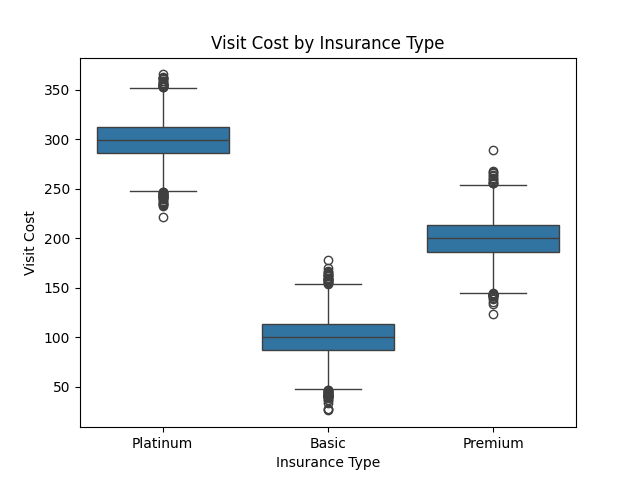 Visit Cost by Insurance Type
Visit Cost
350
300
250
200
150
100
50
Platinum
Basic
Premium
Insurance Type